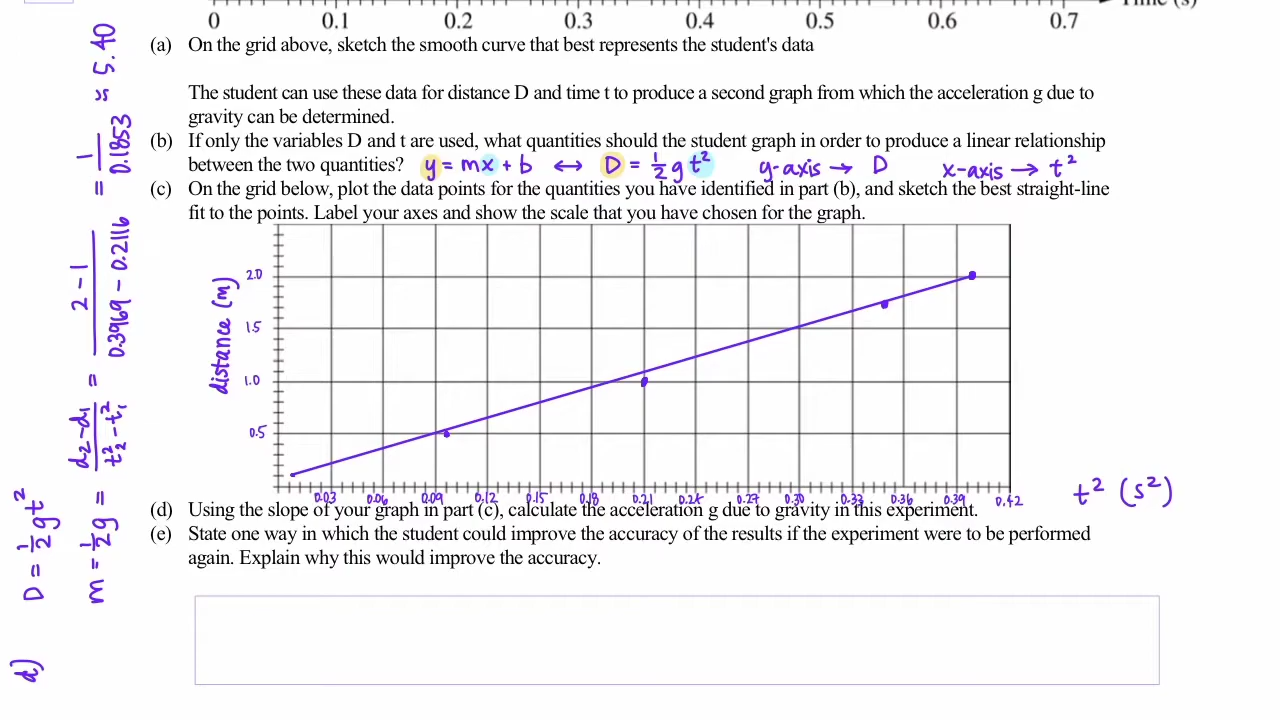 Time (s)
0 0.1 0.2 0.3 0.4 0.5 0.6 0.7
(a) On the grid above, sketch the smooth curve that best represents the student's data
The student can use these data for distance D and time t to produce a second graph from which the acceleration g due to
gravity can be determined.
(b) If only the variables D and t are used, what quantities should the student graph in order to produce a linear relationship
between the two quantities? y = mx + b ↔ D = ½ g t² y-axis → D x-axis → t²
(c) On the grid below, plot the data points for the quantities you have identified in part (b), and sketch the best straight-line
fit to the points. Label your axes and show the scale that you have chosen for the graph.
distance (m)
2.0
1.5
1.0
0.5
0.03 0.06 0.09 0.12 0.15 0.18 0.21 0.24 0.27 0.30 0.33 0.36 0.39 0.42
t² (s²)
(d) Using the slope of your graph in part (c), calculate the acceleration g due to gravity in this experiment.
(e) State one way in which the student could improve the accuracy of the results if the experiment were to be performed
again. Explain why this would improve the accuracy.
d) D = ½ g t²
m = ½ g = (d₂ - d₁)/(t₂² - t₁²) = (2 - 1)/(0.3969 - 0.2116) = 1/0.1853 ≈ 5.40